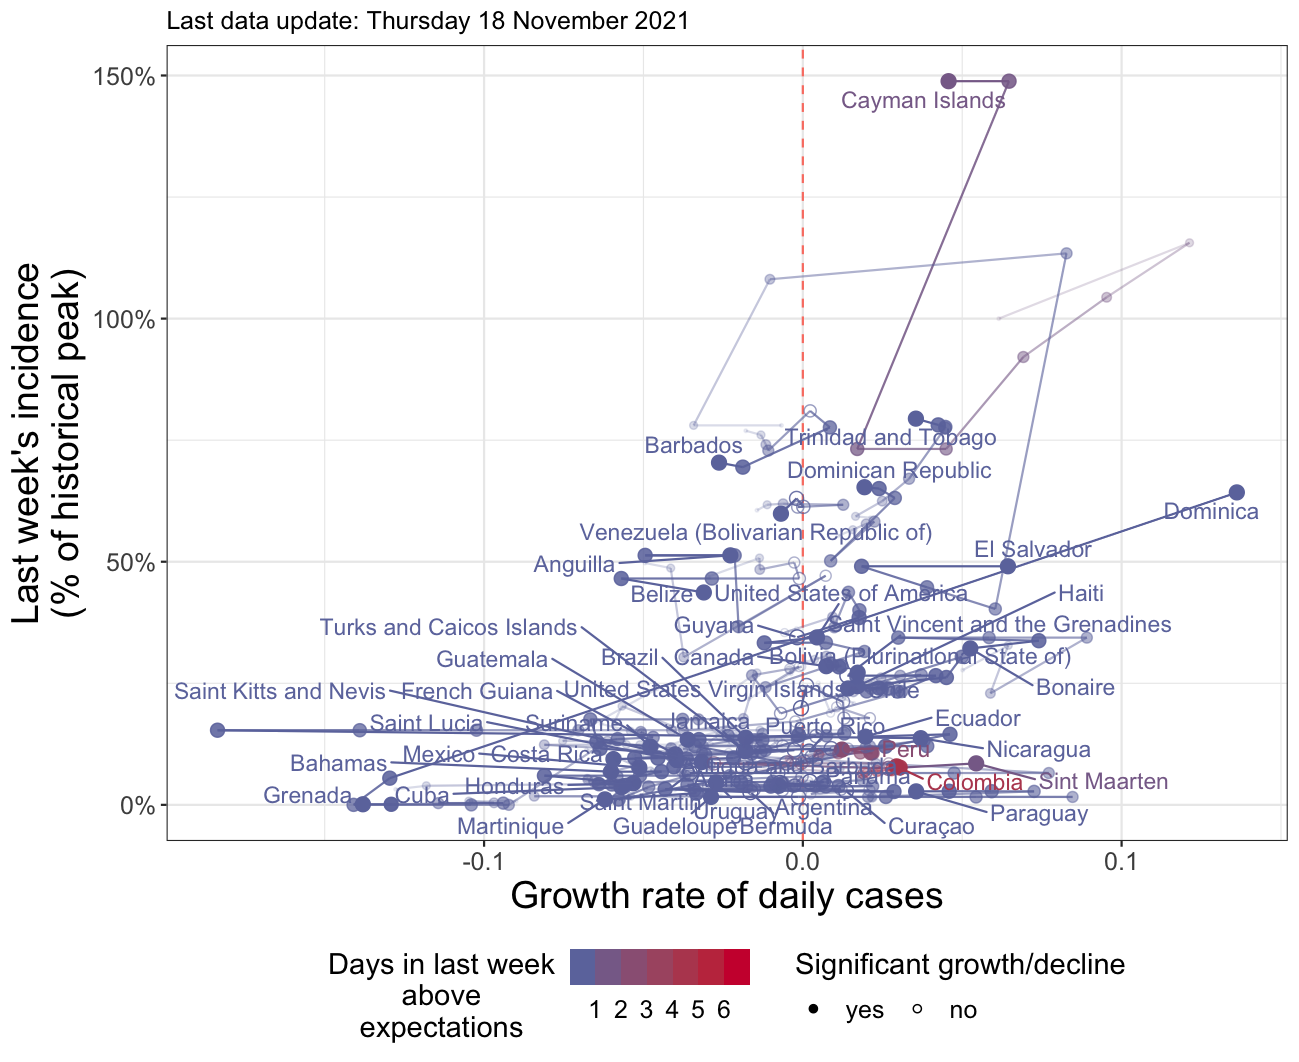 Last data update: Thursday 18 November 2021
Last week's incidence
(% of historical peak)
150%
100%
50%
0%
Cayman Islands
Barbados
Trinidad and Tobago
Dominican Republic
Dominica
Venezuela (Bolivarian Republic of)
El Salvador
Anguilla
Belize
United States of America
Haiti
Turks and Caicos Islands
Guyana
Saint Vincent and the Grenadines
Guatemala
Brazil
Canada
Bolivia (Plurinational State of)
Saint Kitts and Nevis
French Guiana
United States Virgin Islands
Chile
Bonaire
Saint Lucia
Suriname
Jamaica
Puerto Rico
Ecuador
Bahamas
Mexico
Costa Rica
Peru
Nicaragua
Grenada
Cuba
Honduras
Panama
Colombia
Sint Maarten
Martinique
Saint Martin
Uruguay
Argentina
Paraguay
Guadeloupe
Bermuda
Curaçao
-0.1
0.0
0.1
Growth rate of daily cases
Days in last week
above
expectations
1 2 3 4 5 6
Significant growth/decline
yes
no